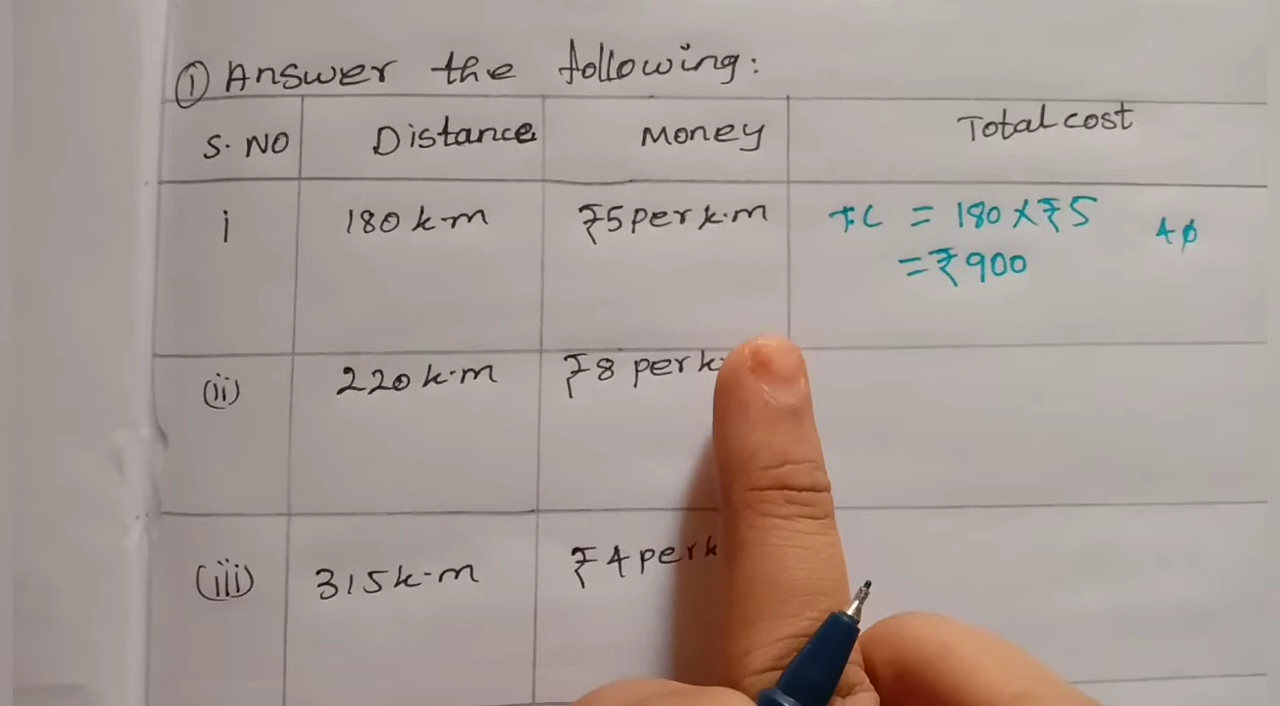 ① Answer the following:
S. NO Distance Money Total cost
i 180 k·m ₹5 per k·m T.C = 180 × ₹5 40
= ₹900
(ii) 220 k·m ₹8 per k·
(iii) 315 k·m ₹4 per k